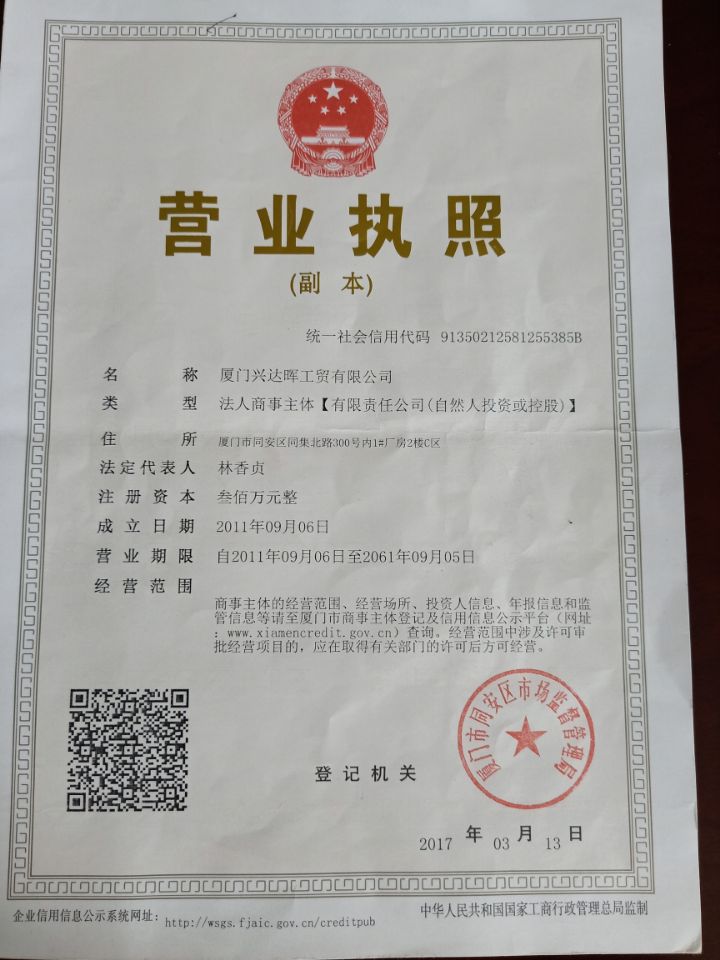 营业执照
(副 本)
统一社会信用代码 91350212581255385B
名 称 厦门兴达晖工贸有限公司
类 型 法人商事主体【有限责任公司(自然人投资或控股)】
住 所 厦门市同安区同集北路300号内1#厂房2楼C区
法定代表人 林香贞
注册资本 叁佰万元整
成立日期 2011年09月06日
营业期限 自2011年09月06日至2061年09月05日
经营范围
商事主体的经营范围、经营场所、投资人信息、年报信息和监
管信息等请至厦门市商事主体登记及信用信息公示平台（网址
：www.xiamencredit.gov.cn）查询。经营范围中涉及许可审
批经营项目的，应在取得有关部门的许可后方可经营。
厦门市同安区市场监督管理局
登记机关
2017 年 03 月 13 日
企业信用信息公示系统网址：http://wsgs.fjaic.gov.cn/creditpub
中华人民共和国国家工商行政管理总局监制